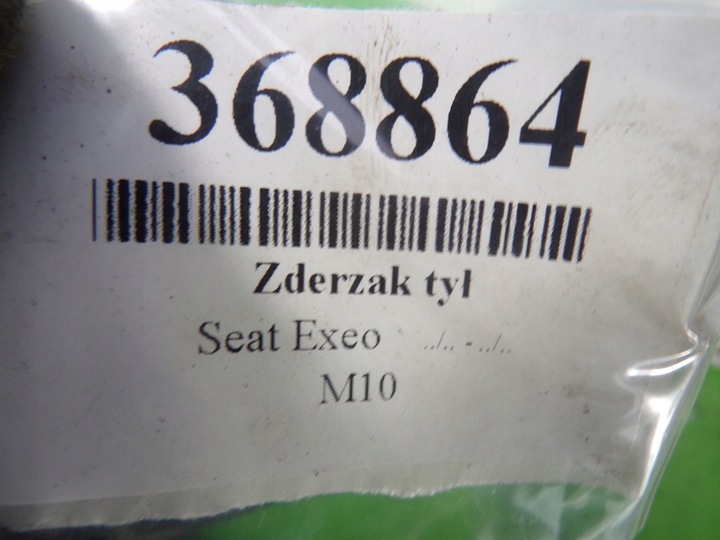 368864
Zderzak tył
Seat Exeo ../.. - ../..
M10